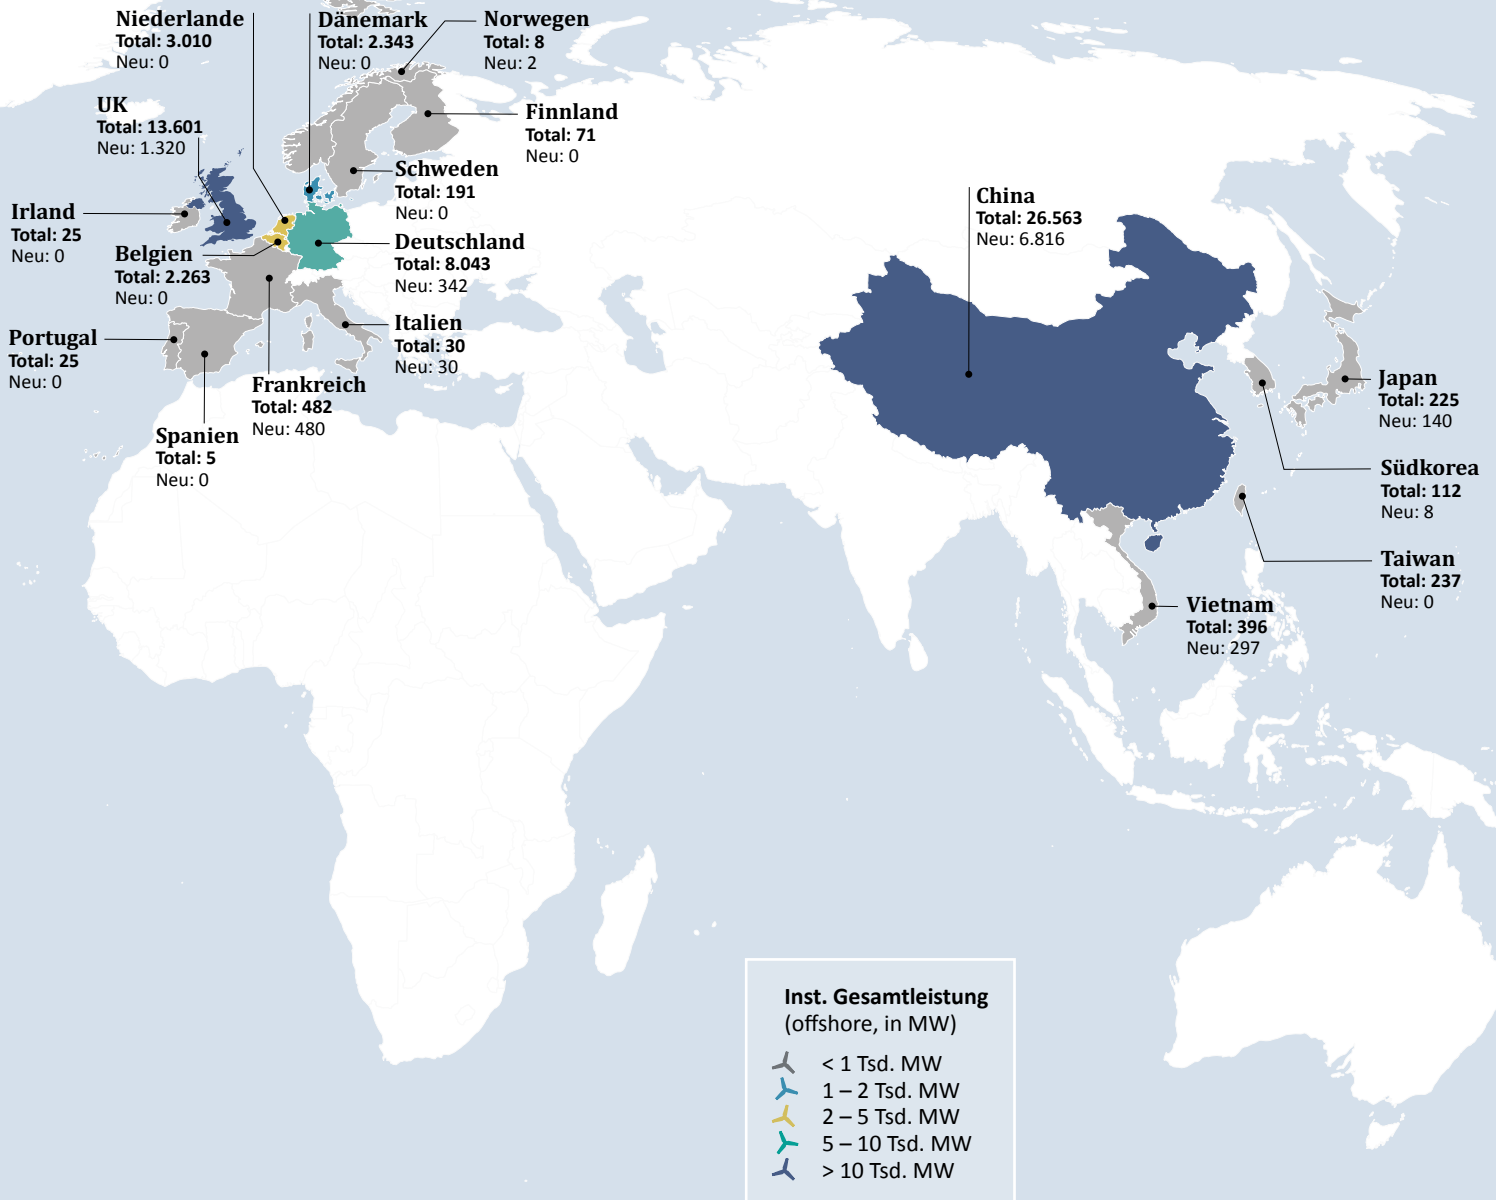 Niederlande
Total: 3.010
Neu: 0
Dänemark
Total: 2.343
Neu: 0
Norwegen
Total: 8
Neu: 2
UK
Total: 13.601
Neu: 1.320
Finnland
Total: 71
Neu: 0
Schweden
Total: 191
Neu: 0
Irland
Total: 25
Neu: 0
Belgien
Total: 2.263
Neu: 0
Deutschland
Total: 8.043
Neu: 342
Portugal
Total: 25
Neu: 0
Italien
Total: 30
Neu: 30
Frankreich
Total: 482
Neu: 480
Spanien
Total: 5
Neu: 0
China
Total: 26.563
Neu: 6.816
Japan
Total: 225
Neu: 140
Südkorea
Total: 112
Neu: 8
Taiwan
Total: 237
Neu: 0
Vietnam
Total: 396
Neu: 297
Inst. Gesamtleistung
(offshore, in MW)
< 1 Tsd. MW
1 – 2 Tsd. MW
2 – 5 Tsd. MW
5 – 10 Tsd. MW
> 10 Tsd. MW